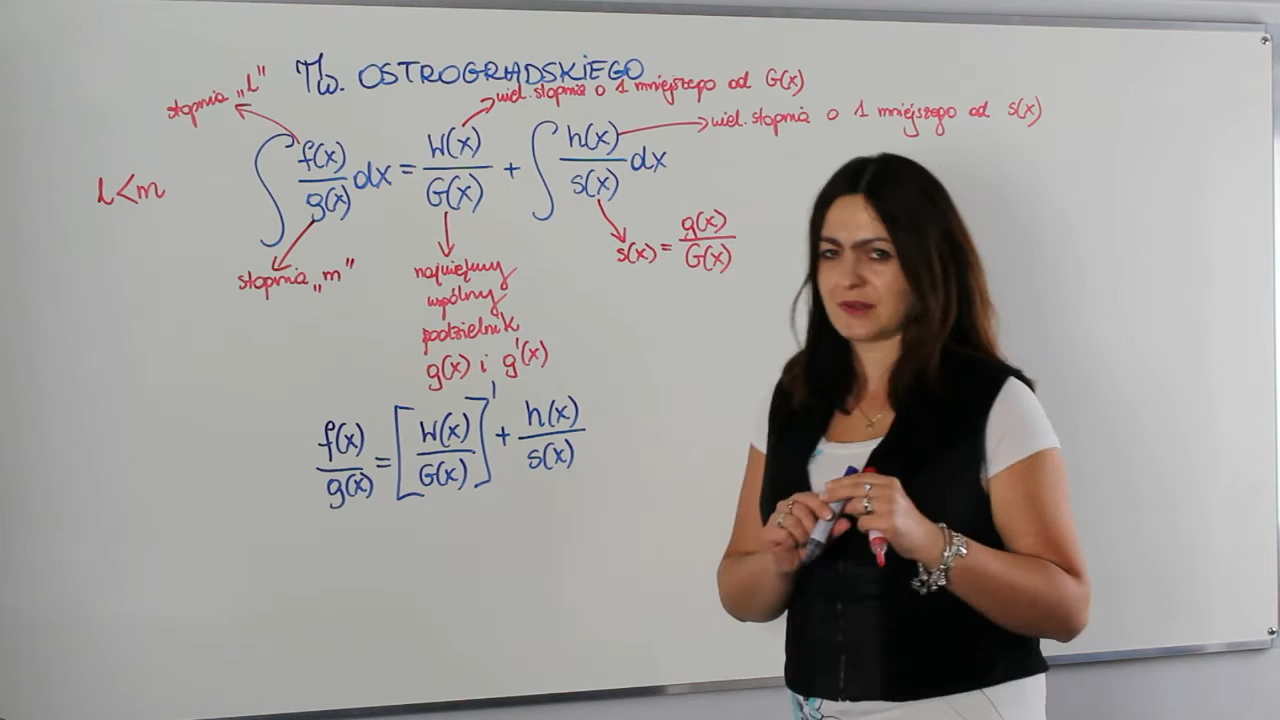 Tw. OSTROGRADSKIEGO
stopnia „l”
wiel. stopnia o 1 mniejszego od G(x)
wiel. stopnia o 1 mniejszego od s(x)
l<m
∫ f(x)/g(x) dx = W(x)/G(x) + ∫ h(x)/s(x) dx
s(x) = g(x)/G(x)
stopnia „m”
największy
wspólny
podzielnik
g(x) i g'(x)
f(x)/g(x) = [W(x)/G(x)]' + h(x)/s(x)